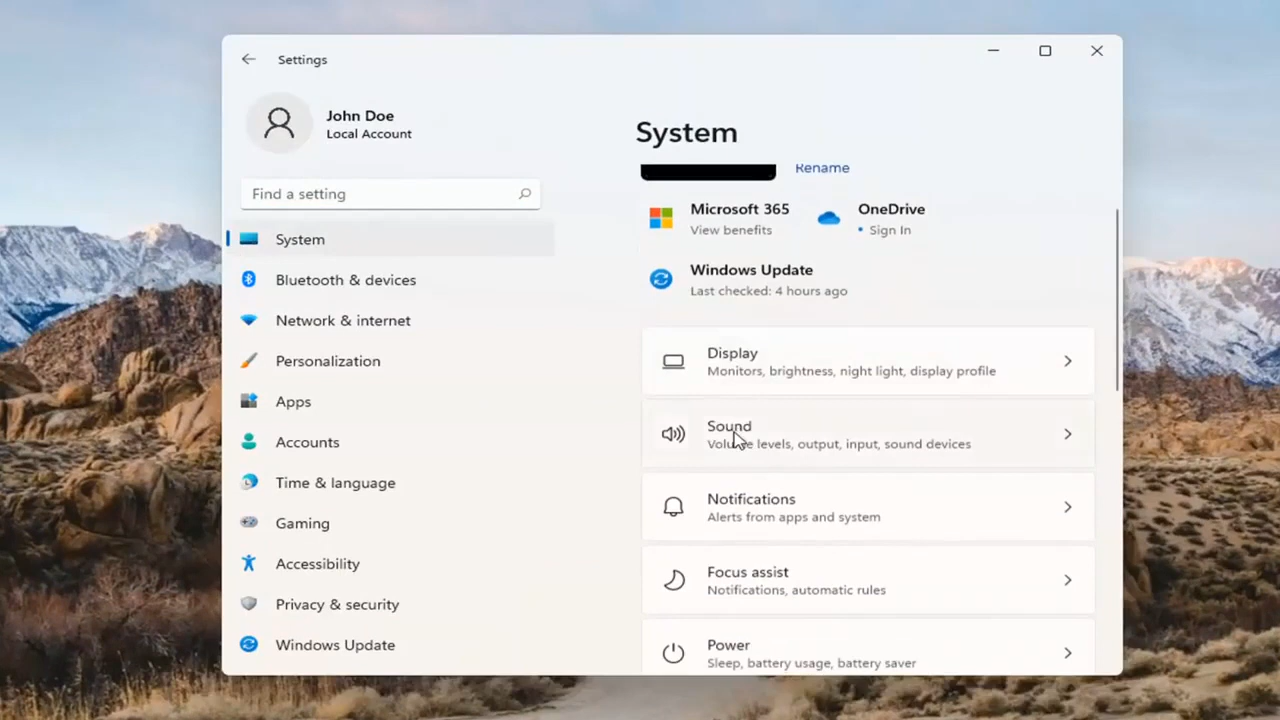 Settings
John Doe
Local Account
Find a setting
System
Bluetooth & devices
Network & internet
Personalization
Apps
Accounts
Time & language
Gaming
Accessibility
Privacy & security
Windows Update
System
Rename
Microsoft 365
View benefits
OneDrive
• Sign In
Windows Update
Last checked: 4 hours ago
Display
Monitors, brightness, night light, display profile
Sound
Volume levels, output, input, sound devices
Notifications
Alerts from apps and system
Focus assist
Notifications, automatic rules
Power
Sleep, battery usage, battery saver